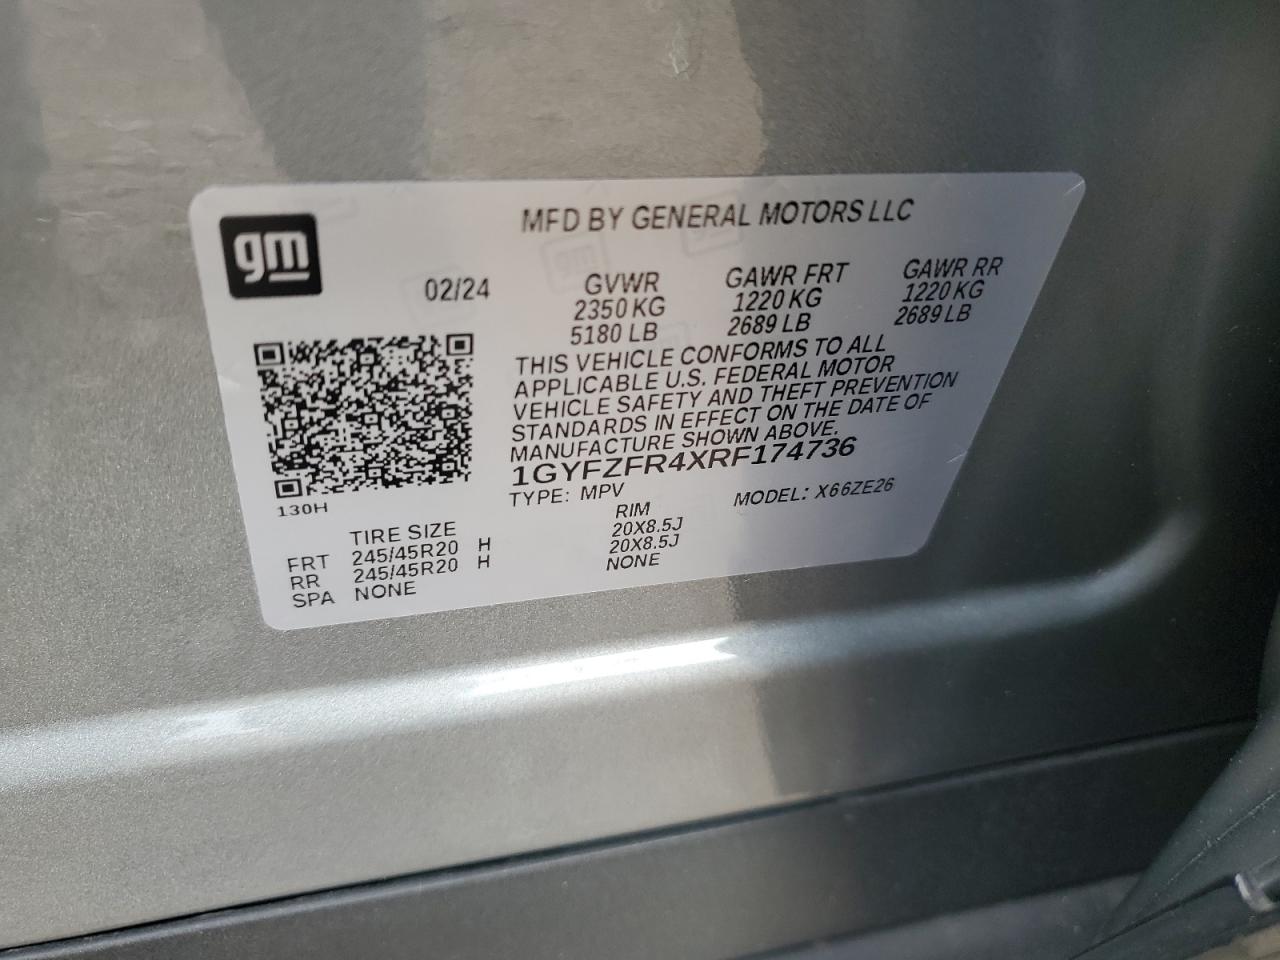 gm
MFD BY GENERAL MOTORS LLC
02/24
GVWR GAWR FRT GAWR RR
2350 KG 1220 KG 1220 KG
5180 LB 2689 LB 2689 LB
THIS VEHICLE CONFORMS TO ALL
APPLICABLE U.S. FEDERAL MOTOR
VEHICLE SAFETY AND THEFT PREVENTION
STANDARDS IN EFFECT ON THE DATE OF
MANUFACTURE SHOWN ABOVE.
1GYFZFR4XRF174736
TYPE: MPV MODEL: X66ZE26
130H
TIRE SIZE RIM
FRT 245/45R20 H 20X8.5J
RR 245/45R20 H 20X8.5J
SPA NONE NONE